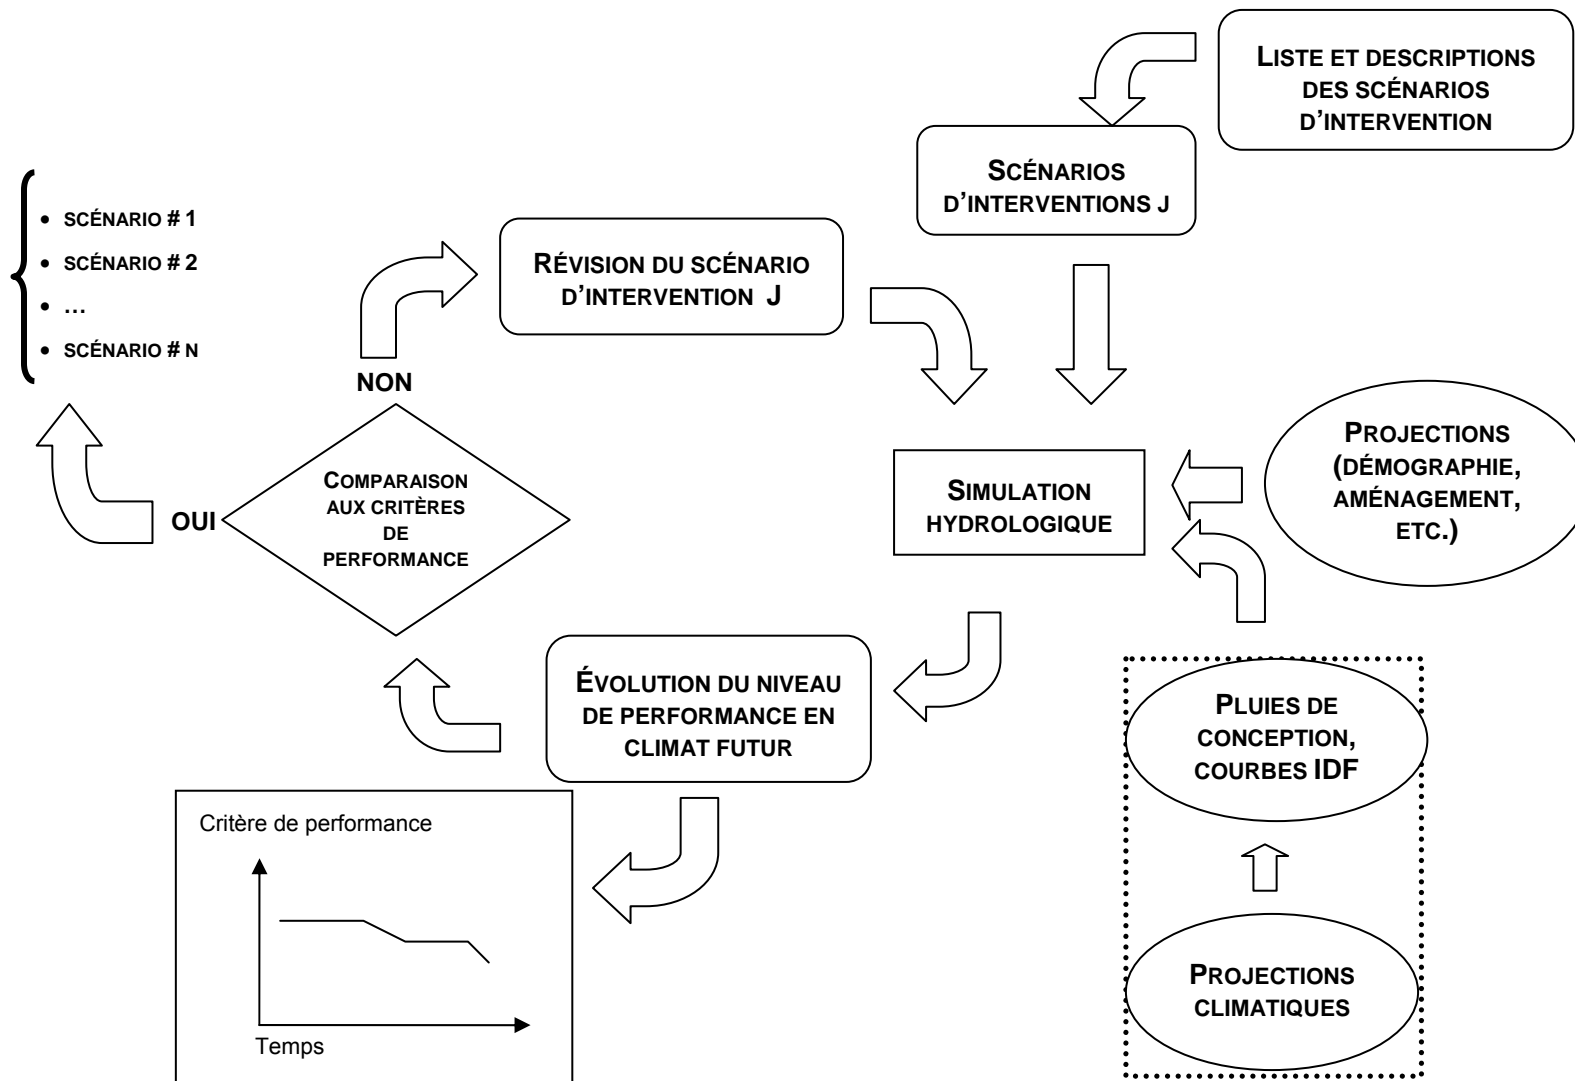 LISTE ET DESCRIPTIONS
DES SCÉNARIOS
D’INTERVENTION
SCÉNARIOS
D’INTERVENTIONS J
• SCÉNARIO # 1
• SCÉNARIO # 2
• …
• SCÉNARIO # N
RÉVISION DU SCÉNARIO
D’INTERVENTION J
NON
COMPARAISON
AUX CRITÈRES
DE
PERFORMANCE
OUI
SIMULATION
HYDROLOGIQUE
PROJECTIONS
(DÉMOGRAPHIE,
AMÉNAGEMENT,
ETC.)
ÉVOLUTION DU NIVEAU
DE PERFORMANCE EN
CLIMAT FUTUR
PLUIES DE
CONCEPTION,
COURBES IDF
Critère de performance
Temps
PROJECTIONS
CLIMATIQUES